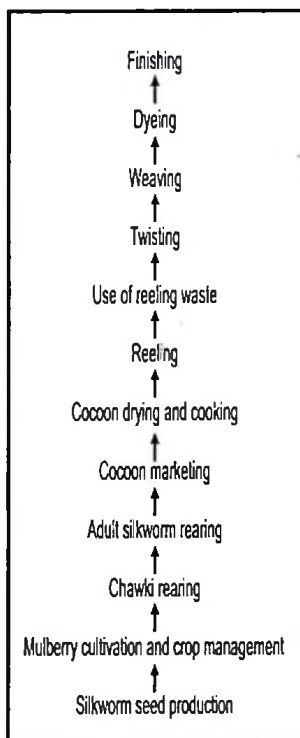 Finishing
Dyeing
Weaving
Twisting
Use of reeling waste
Reeling
Cocoon drying and cooking
Cocoon marketing
Adult silkworm rearing
Chawki rearing
Mulberry cultivation and crop management
Silkworm seed production